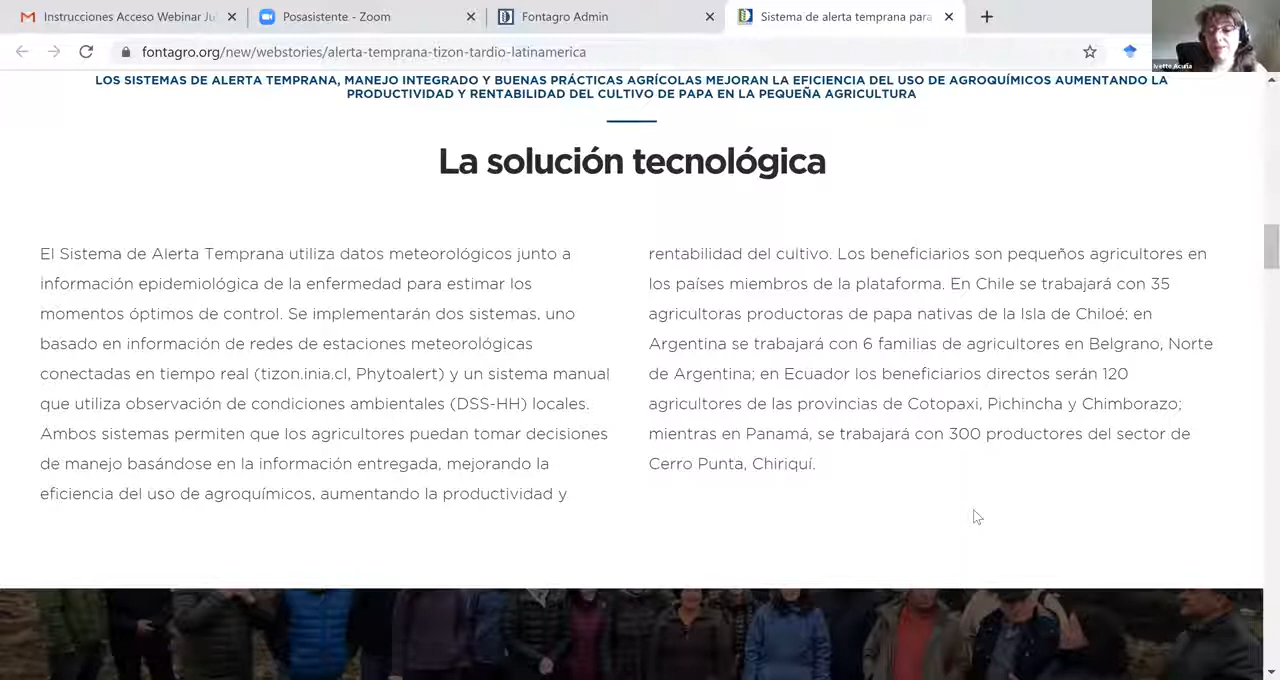 Instrucciones Acceso Webinar Ju
Posasistente - Zoom
Fontagro Admin
Sistema de alerta temprana para
fontagro.org/new/webstories/alerta-temprana-tizon-tardio-latinamerica
Ivette Acuña
LOS SISTEMAS DE ALERTA TEMPRANA, MANEJO INTEGRADO Y BUENAS PRÁCTICAS AGRÍCOLAS MEJORAN LA EFICIENCIA DEL USO DE AGROQUÍMICOS AUMENTANDO LA
PRODUCTIVIDAD Y RENTABILIDAD DEL CULTIVO DE PAPA EN LA PEQUEÑA AGRICULTURA
La solución tecnológica
El Sistema de Alerta Temprana utiliza datos meteorológicos junto a
información epidemiológica de la enfermedad para estimar los
momentos óptimos de control. Se implementarán dos sistemas, uno
basado en información de redes de estaciones meteorológicas
conectadas en tiempo real (tizon.inia.cl, Phytoalert) y un sistema manual
que utiliza observación de condiciones ambientales (DSS-HH) locales.
Ambos sistemas permiten que los agricultores puedan tomar decisiones
de manejo basándose en la información entregada, mejorando la
eficiencia del uso de agroquímicos, aumentando la productividad y
rentabilidad del cultivo. Los beneficiarios son pequeños agricultores en
los países miembros de la plataforma. En Chile se trabajará con 35
agricultoras productoras de papa nativas de la Isla de Chiloé; en
Argentina se trabajará con 6 familias de agricultores en Belgrano, Norte
de Argentina; en Ecuador los beneficiarios directos serán 120
agricultores de las provincias de Cotopaxi, Pichincha y Chimborazo;
mientras en Panamá, se trabajará con 300 productores del sector de
Cerro Punta, Chiriquí.